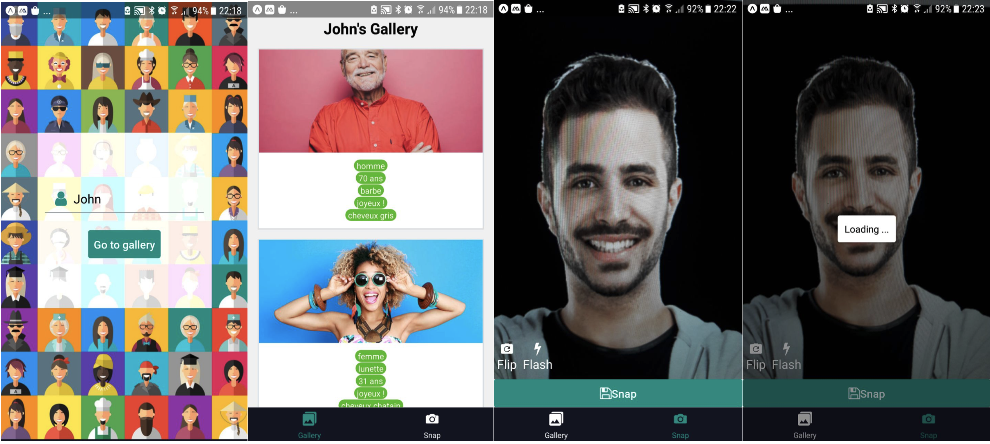 ... 94% 22:18
John
Go to gallery
... 94% 22:18
John's Gallery
homme
70 ans
barbe
joyeux !
cheveux gris
femme
lunette
31 ans
joyeux !
cheveux chatain
Gallery
Snap
... 92% 22:22
Flip Flash
Snap
Gallery
Snap
... 92% 22:23
Loading ...
Flip Flash
Snap
Gallery
Snap